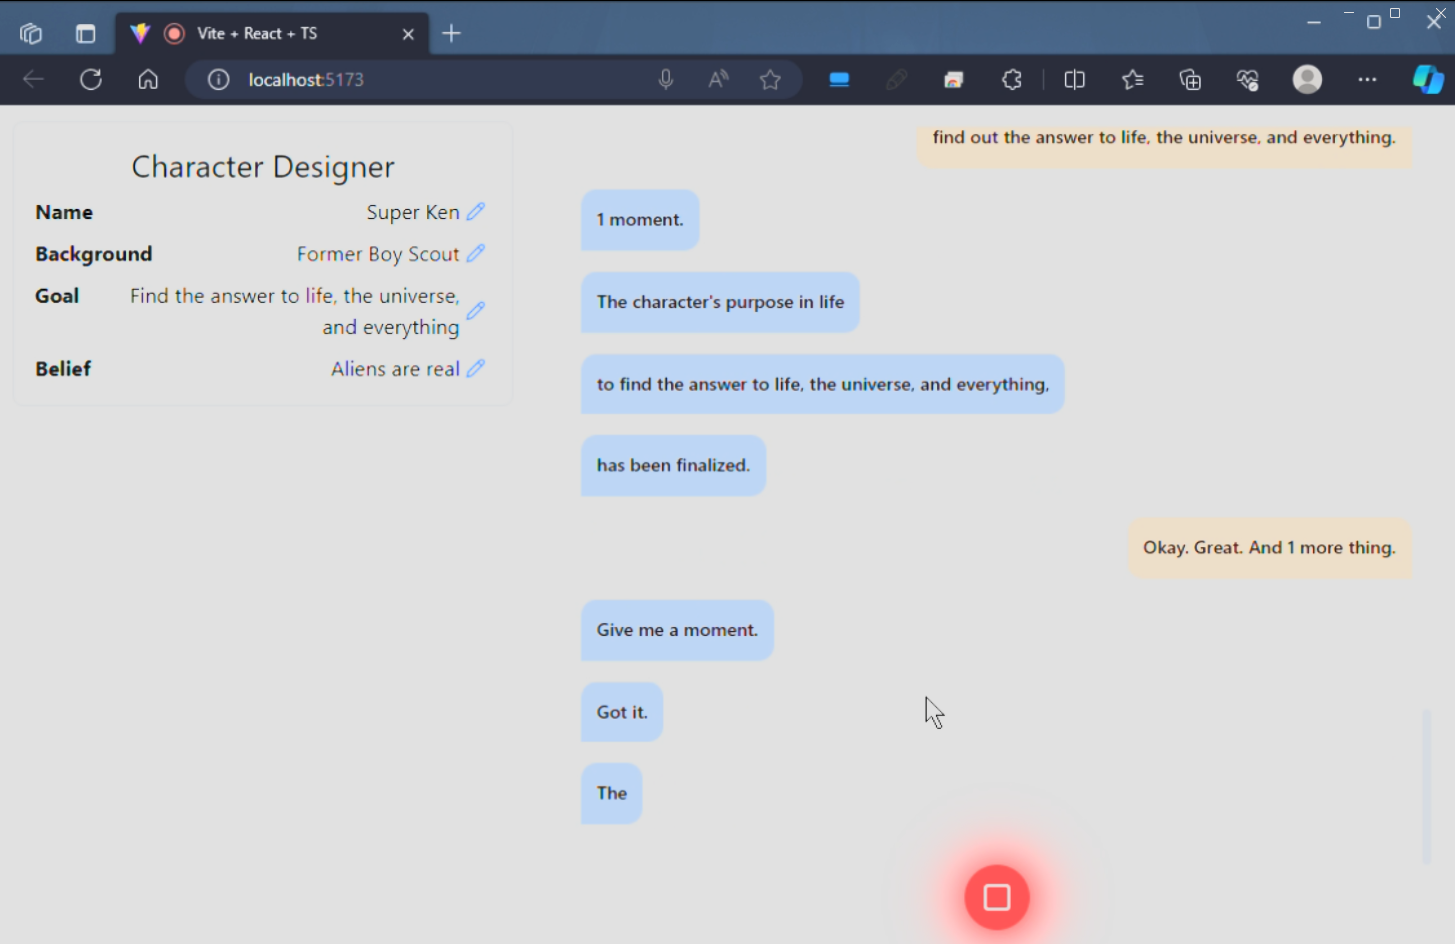 Vite + React + TS
localhost:5173
Character Designer
Name Super Ken
Background Former Boy Scout
Goal Find the answer to life, the universe,
and everything
Belief Aliens are real
find out the answer to life, the universe, and everything.
1 moment.
The character's purpose in life
to find the answer to life, the universe, and everything,
has been finalized.
Okay. Great. And 1 more thing.
Give me a moment.
Got it.
The